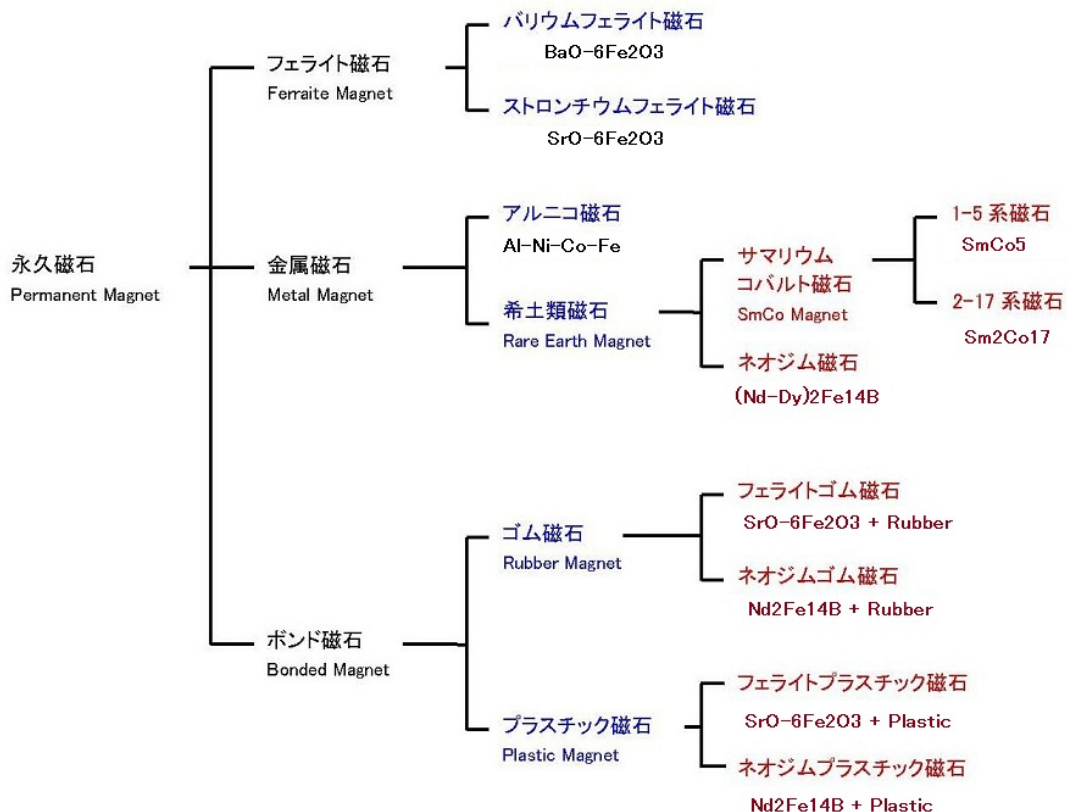 永久磁石
Permanent Magnet
フェライト磁石
Ferraite Magnet
バリウムフェライト磁石
BaO-6Fe2O3
ストロンチウムフェライト磁石
SrO-6Fe2O3
金属磁石
Metal Magnet
アルニコ磁石
Al-Ni-Co-Fe
希土類磁石
Rare Earth Magnet
サマリウム
コバルト磁石
SmCo Magnet
1-5 系磁石
SmCo5
2-17 系磁石
Sm2Co17
ネオジム磁石
(Nd-Dy)2Fe14B
ボンド磁石
Bonded Magnet
ゴム磁石
Rubber Magnet
フェライトゴム磁石
SrO-6Fe2O3 + Rubber
ネオジムゴム磁石
Nd2Fe14B + Rubber
プラスチック磁石
Plastic Magnet
フェライトプラスチック磁石
SrO-6Fe2O3 + Plastic
ネオジムプラスチック磁石
Nd2Fe14B + Plastic